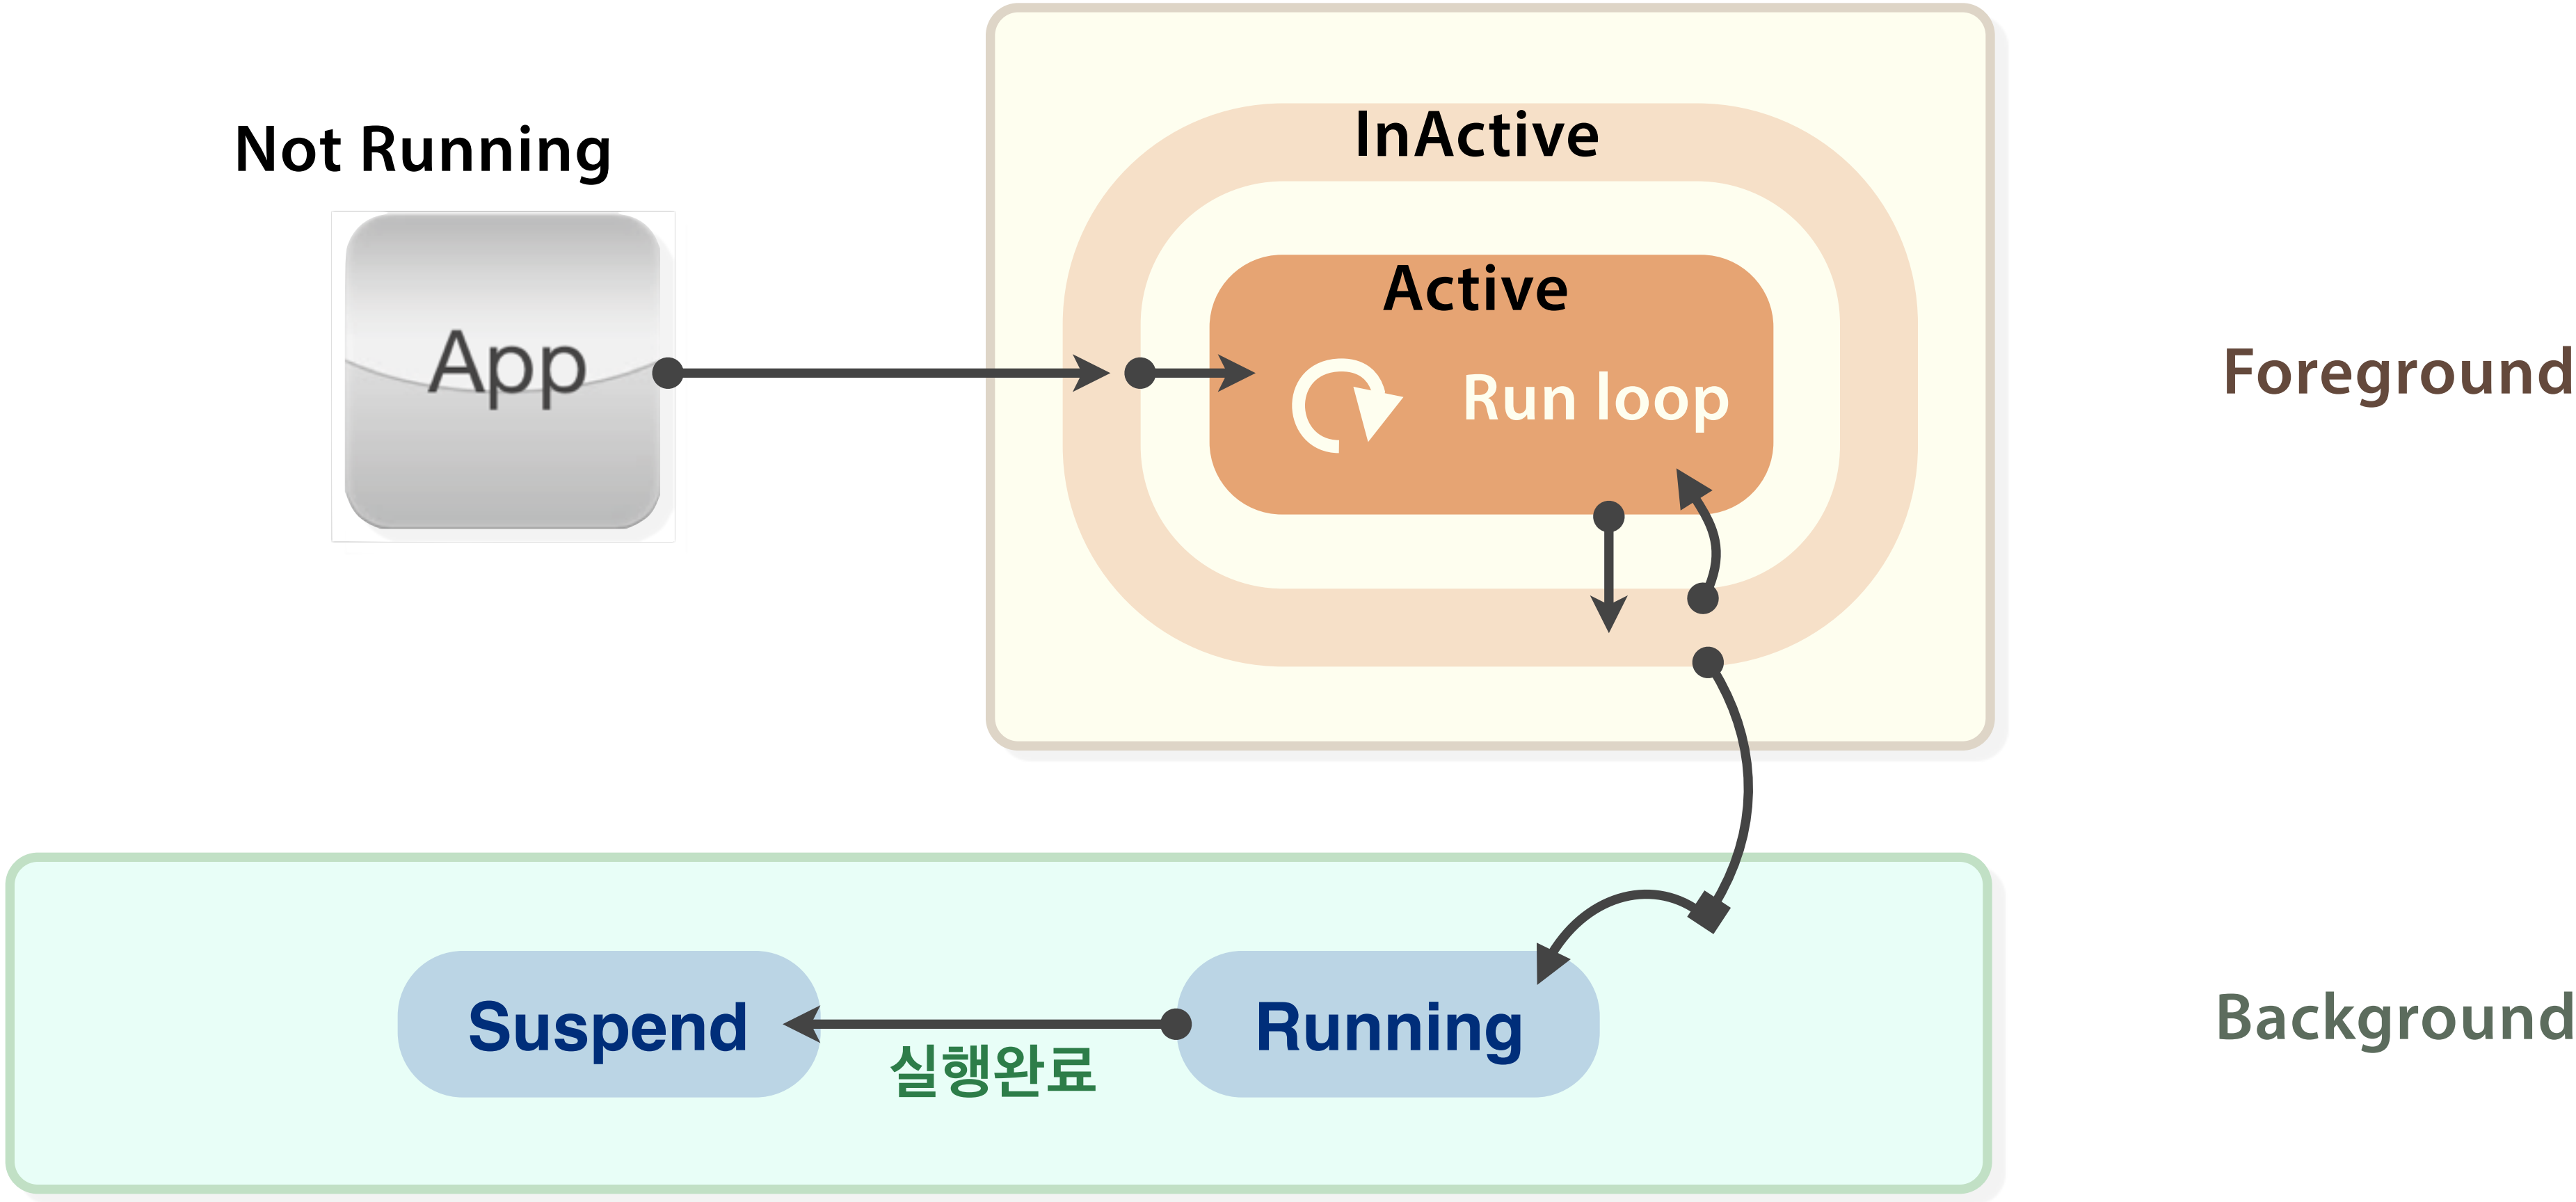 Not Running
App
InActive
Active
Run loop
Foreground
Suspend
실행완료
Running
Background